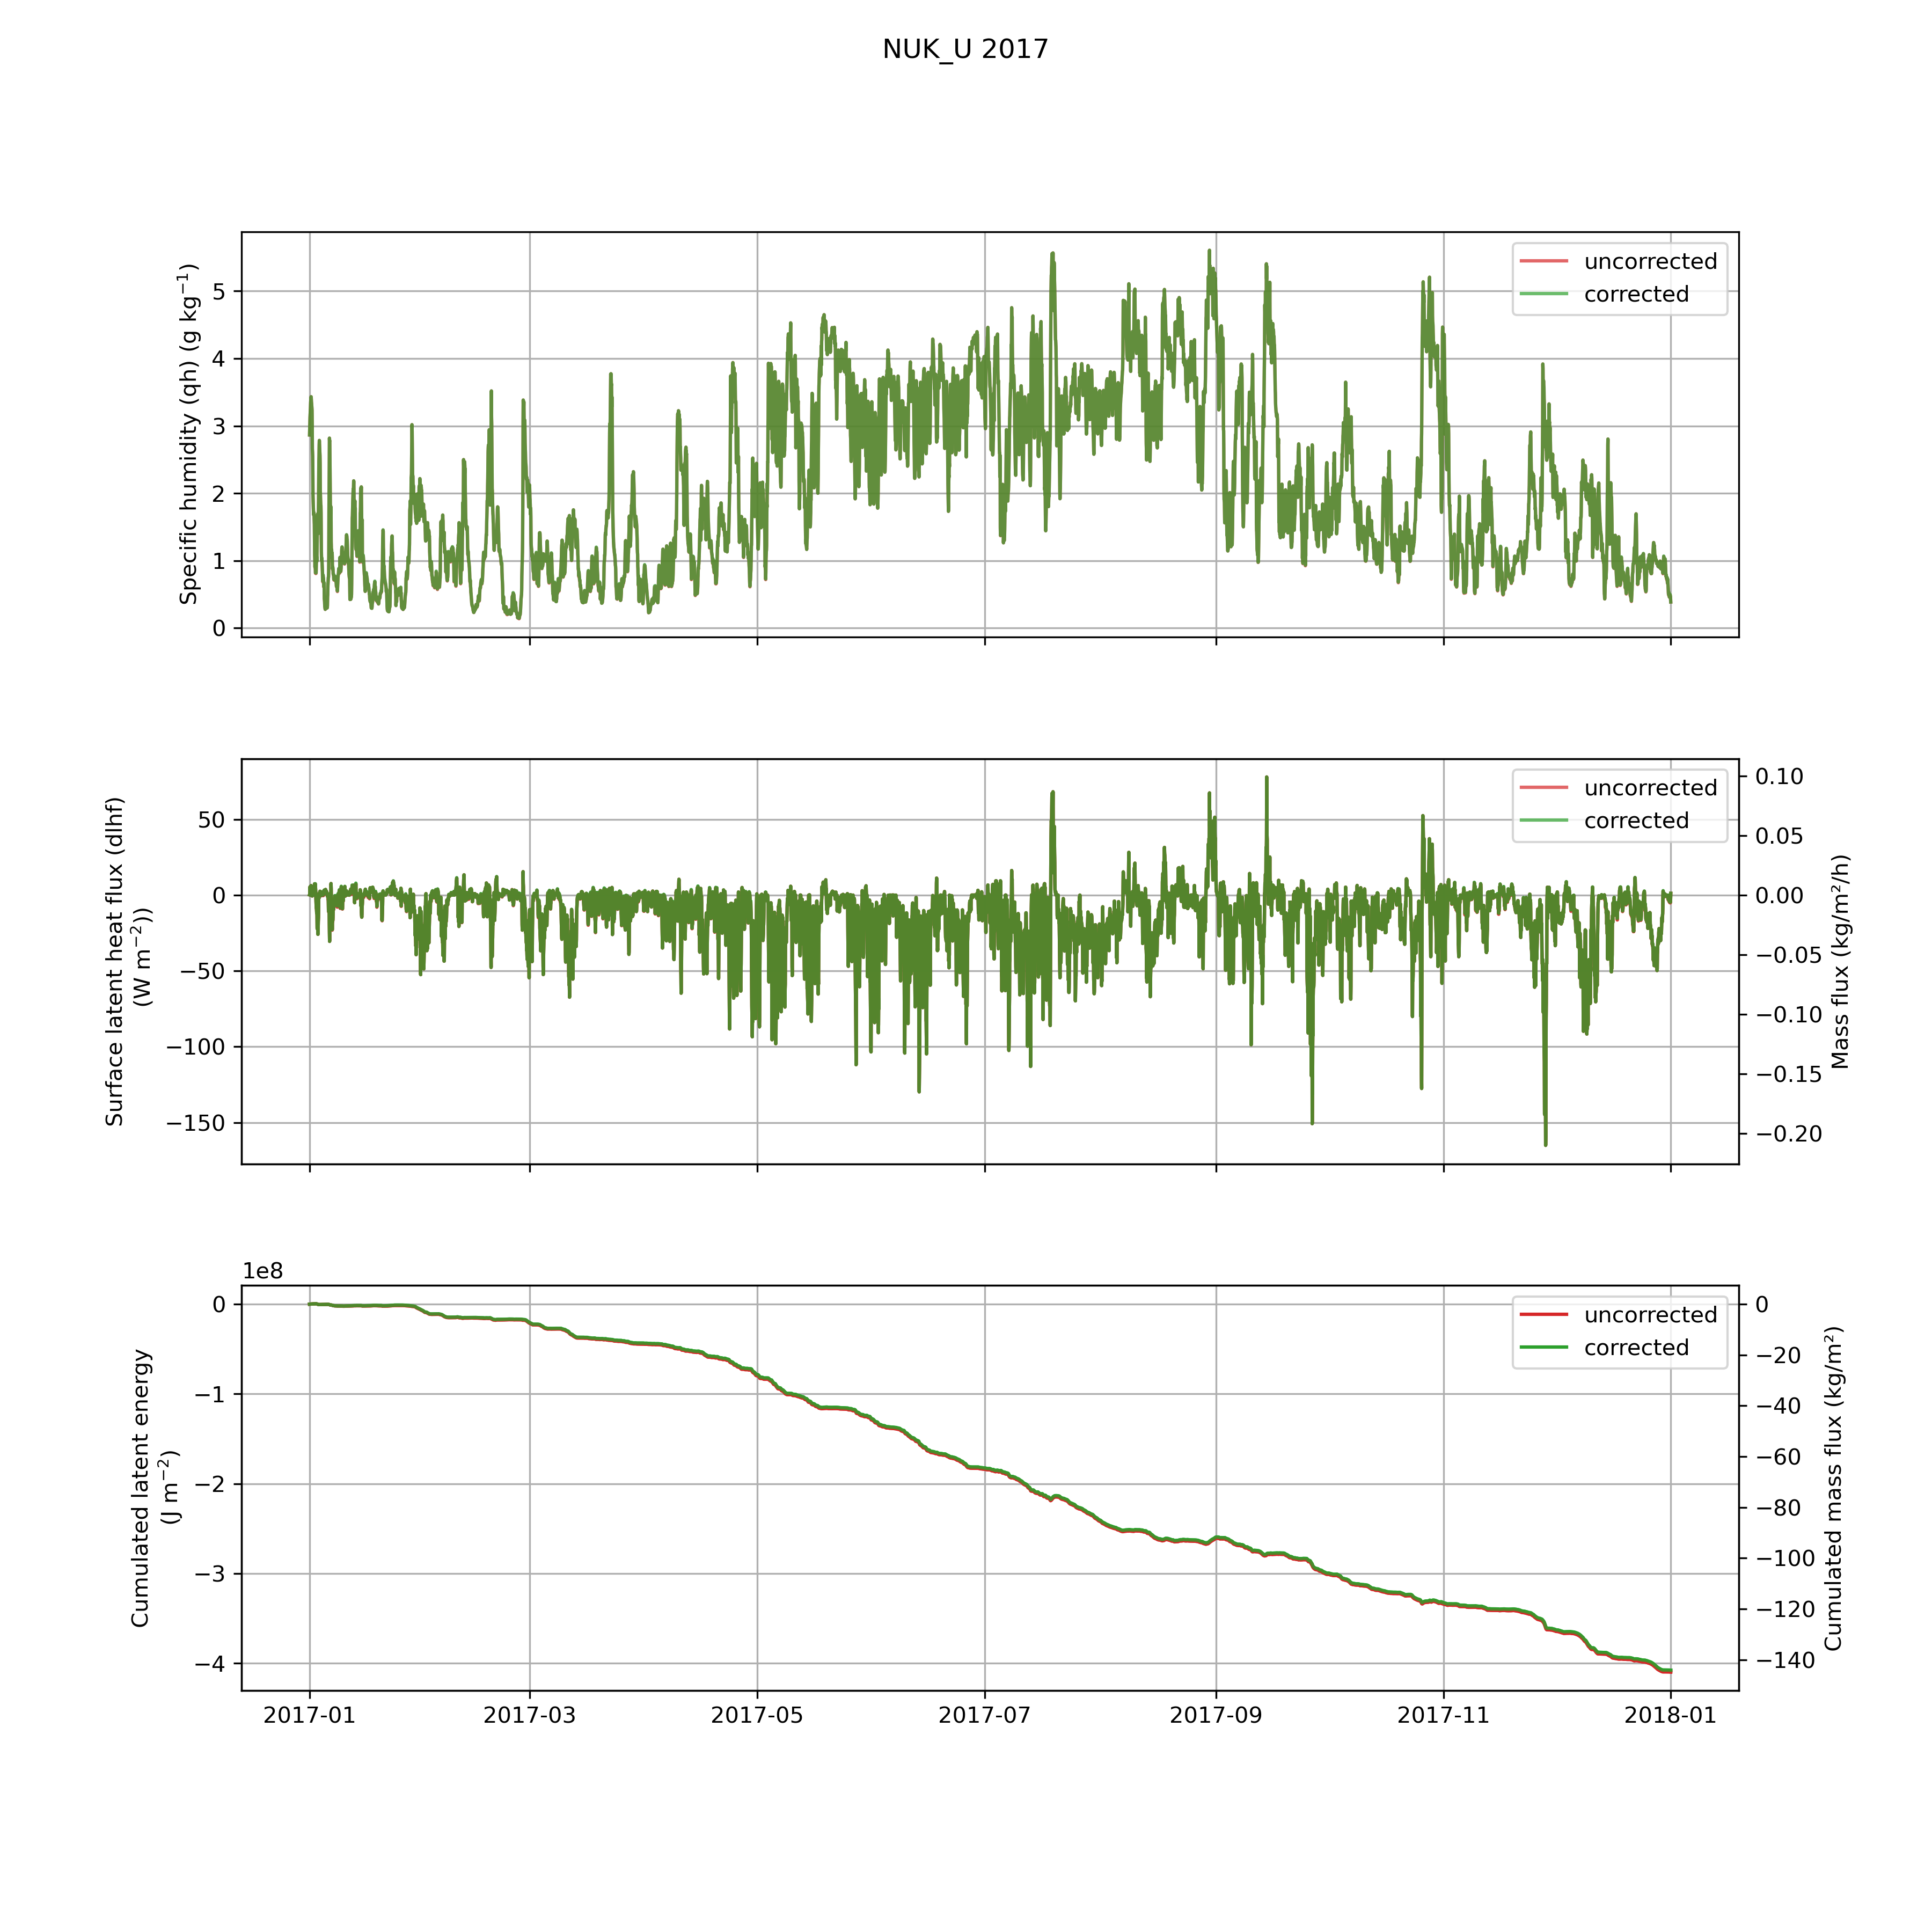 NUK_U 2017
Specific humidity (qh) (g kg⁻¹)
5
4
3
2
1
0
uncorrected
corrected
Surface latent heat flux (dlhf)
(W m⁻²))
50
0
−50
−100
−150
uncorrected
corrected
0.10
0.05
0.00
−0.05
−0.10
−0.15
−0.20
Mass flux (kg/m²/h)
1e8
Cumulated latent energy
(J m⁻²)
0
−1
−2
−3
−4
uncorrected
corrected
0
−20
−40
−60
−80
−100
−120
−140
Cumulated mass flux (kg/m²)
2017-01
2017-03
2017-05
2017-07
2017-09
2017-11
2018-01